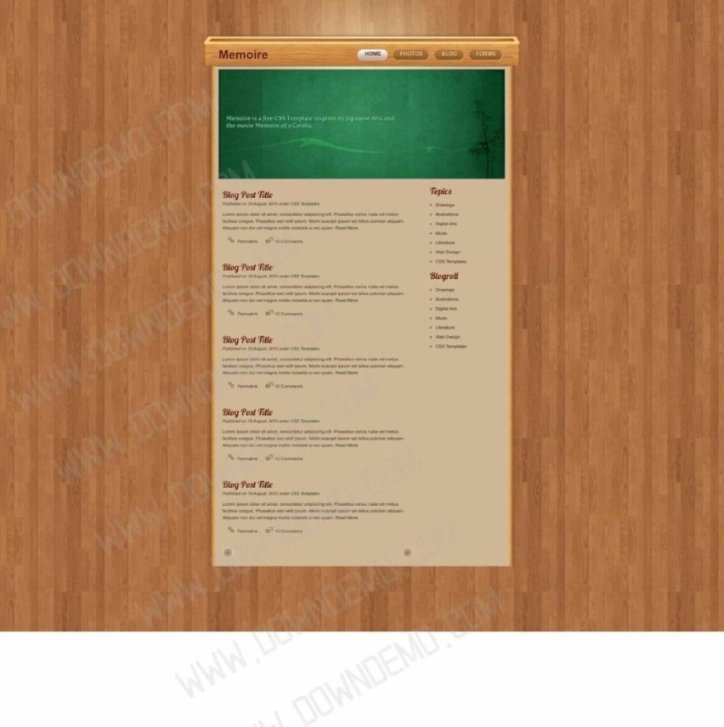 Memoire
HOME PHOTOS BLOG FORMS
Memoire is a free CSS Template inspired by Japanese Arts and
the movie Memoirs of a Geisha.
Blog Post Title
Published on 10 August, 2010 under CSS Templates
Lorem ipsum dolor sit amet, consectetur adipiscing elit. Phasellus varius nulla vel metus
facilisis congue. Phasellus sed velit ipsum. Morbi suscipit ipsum vel tellus pulvinar aliquam.
Aliquam non dui vel magna mollis molestie a nec quam. Read More
Permalink 10 Comments
Blog Post Title
Published on 10 August, 2010 under CSS Templates
Lorem ipsum dolor sit amet, consectetur adipiscing elit. Phasellus varius nulla vel metus
facilisis congue. Phasellus sed velit ipsum. Morbi suscipit ipsum vel tellus pulvinar aliquam.
Aliquam non dui vel magna mollis molestie a nec quam. Read More
Permalink 10 Comments
Blog Post Title
Published on 10 August, 2010 under CSS Templates
Lorem ipsum dolor sit amet, consectetur adipiscing elit. Phasellus varius nulla vel metus
facilisis congue. Phasellus sed velit ipsum. Morbi suscipit ipsum vel tellus pulvinar aliquam.
Aliquam non dui vel magna mollis molestie a nec quam. Read More
Permalink 10 Comments
Blog Post Title
Published on 10 August, 2010 under CSS Templates
Lorem ipsum dolor sit amet, consectetur adipiscing elit. Phasellus varius nulla vel metus
facilisis congue. Phasellus sed velit ipsum. Morbi suscipit ipsum vel tellus pulvinar aliquam.
Aliquam non dui vel magna mollis molestie a nec quam. Read More
Permalink 10 Comments
Blog Post Title
Published on 10 August, 2010 under CSS Templates
Lorem ipsum dolor sit amet, consectetur adipiscing elit. Phasellus varius nulla vel metus
facilisis congue. Phasellus sed velit ipsum. Morbi suscipit ipsum vel tellus pulvinar aliquam.
Aliquam non dui vel magna mollis molestie a nec quam. Read More
Permalink 10 Comments
Topics
Drawings
Illustrations
Digital Arts
Music
Literature
Web Design
CSS Templates
Blogroll
Drawings
Illustrations
Digital Arts
Music
Literature
Web Design
CSS Templates
WWW.DOWNDEMO.COM
WWW.DOWNDEMO.COM